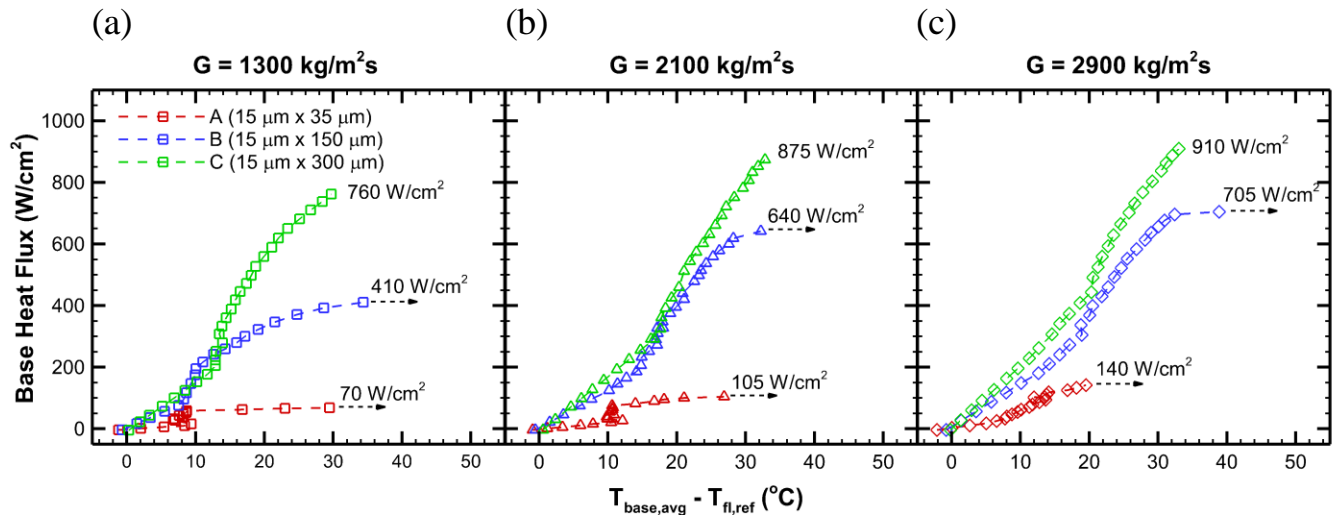 (a)
(b)
(c)
G = 1300 kg/m²s
G = 2100 kg/m²s
G = 2900 kg/m²s
Base Heat Flux (W/cm²)
1000
800
600
400
200
0
A (15 μm x 35 μm)
B (15 μm x 150 μm)
C (15 μm x 300 μm)
760 W/cm²
410 W/cm²
70 W/cm²
875 W/cm²
640 W/cm²
105 W/cm²
910 W/cm²
705 W/cm²
140 W/cm²
0 10 20 30 40 50
0 10 20 30 40 50
0 10 20 30 40 50
T_base,avg - T_fl,ref (°C)